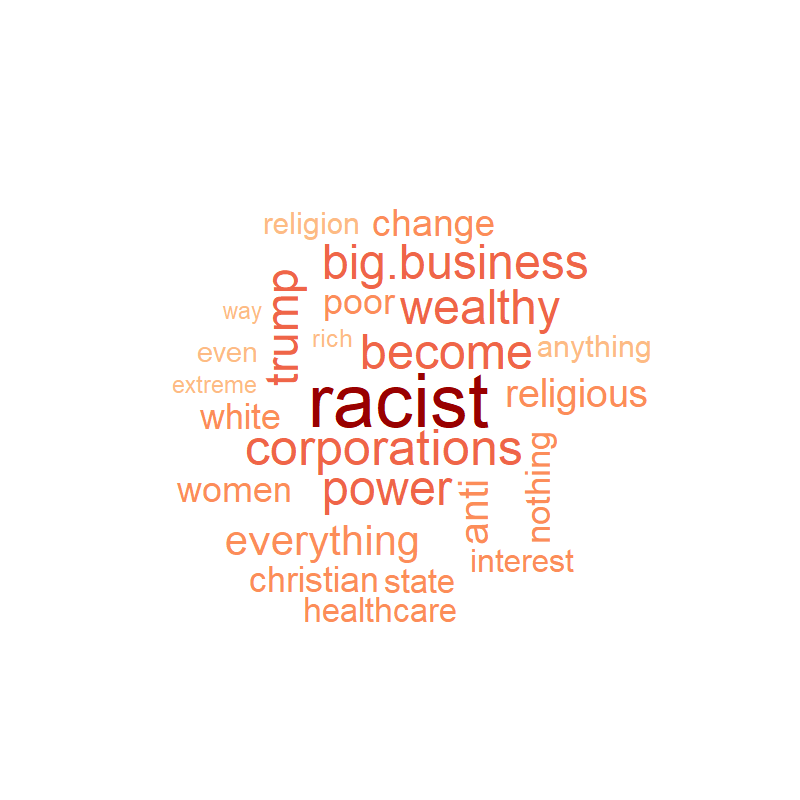 religion change
big.business
trump
poor wealthy
way
rich
become anything
even
extreme
racist religious
white
corporations
nothing
women power
anti
everything
interest
christian state
healthcare